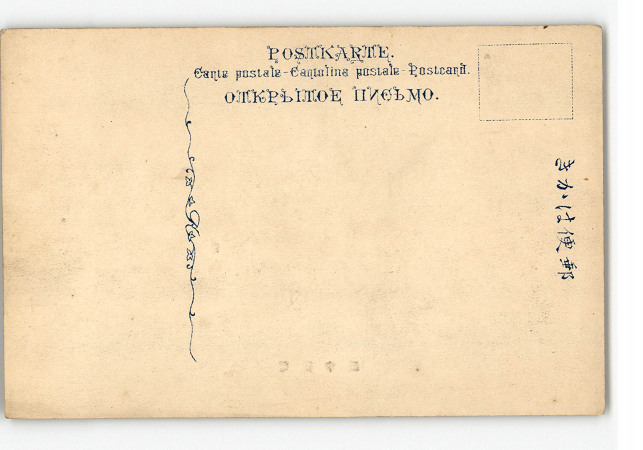 POSTKARTE.
Carte postale-Cartolina postale-Postcard.
ОТКРЫТОЕ ПИСЬМО.
きかは便郵